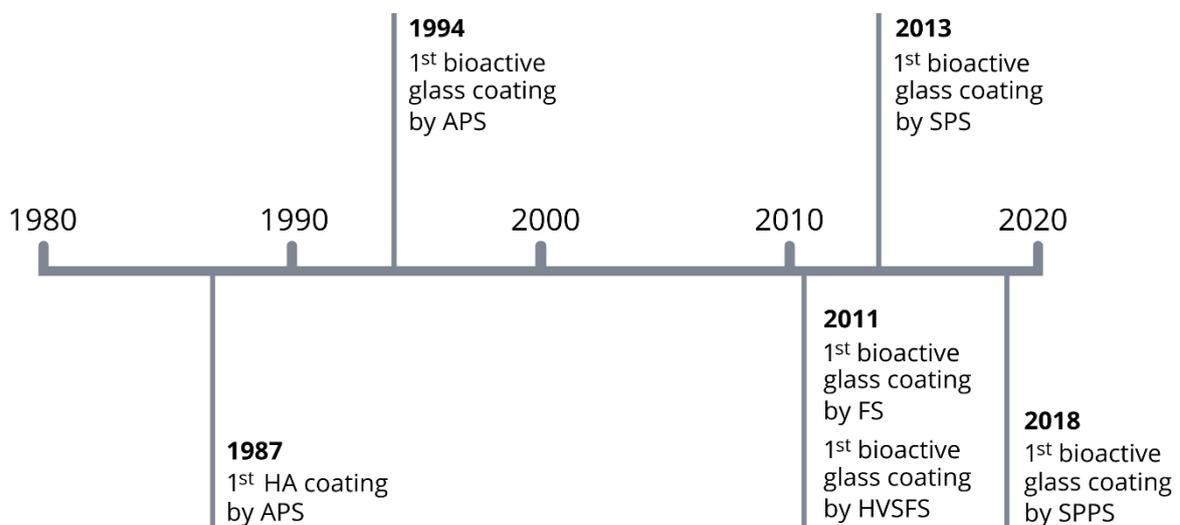 1994
1st bioactive
glass coating
by APS
2013
1st bioactive
glass coating
by SPS
1980
1990
2000
2010
2020
1987
1st HA coating
by APS
2011
1st bioactive
glass coating
by FS
1st bioactive
glass coating
by HVSFS
2018
1st bioactive
glass coating
by SPPS